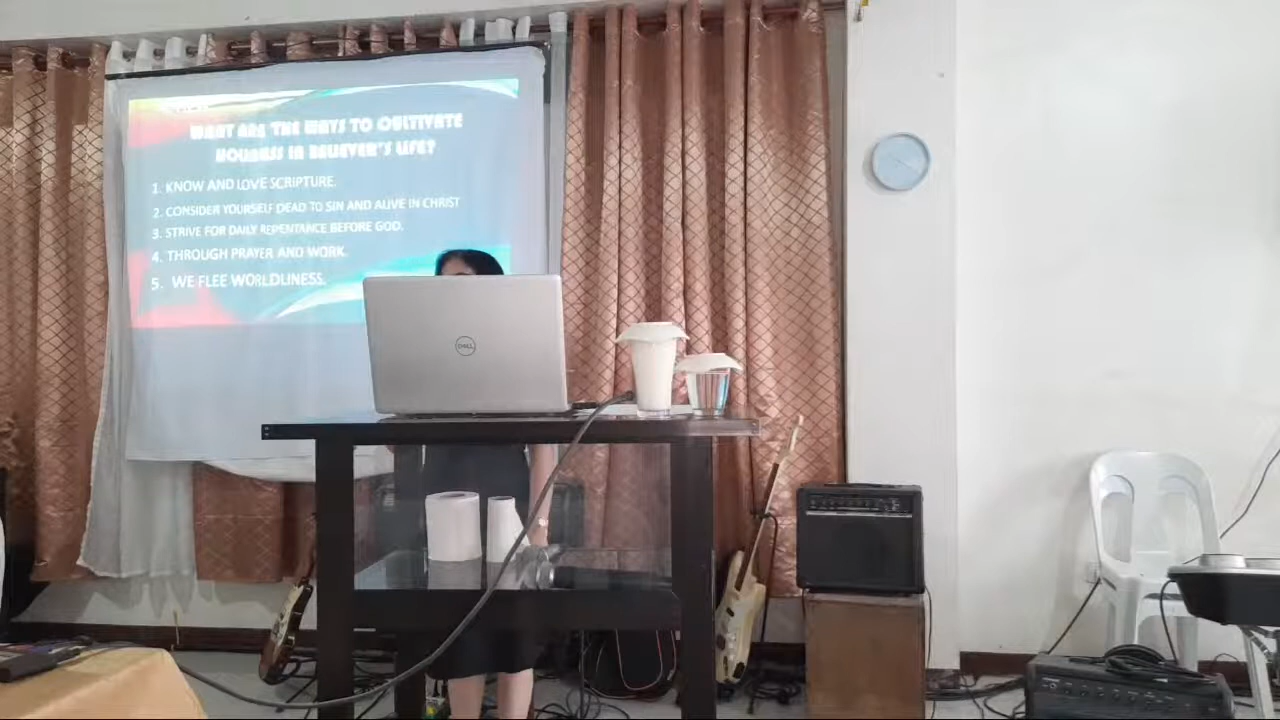 WHAT ARE THE WAYS TO CULTIVATE
HOLINESS IN BELIEVER'S LIFE?
1. KNOW AND LOVE SCRIPTURE.
2. CONSIDER YOURSELF DEAD TO SIN AND ALIVE IN CHRIST
3. STRIVE FOR DAILY REPENTANCE BEFORE GOD.
4. THROUGH PRAYER AND WORK.
5. WE FLEE WORLDLINESS.
DELL